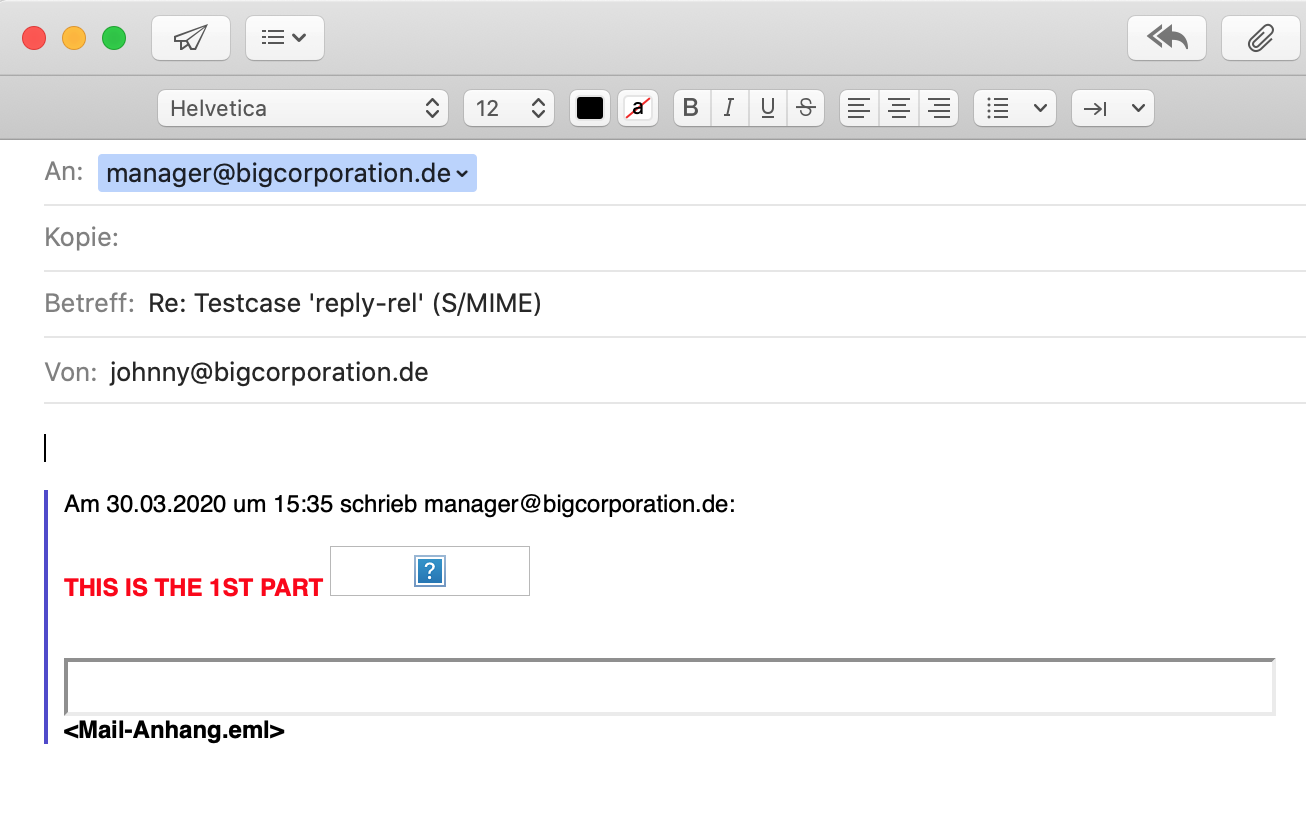 Helvetica 12 a B I U S
An: manager@bigcorporation.de
Kopie:
Betreff: Re: Testcase 'reply-rel' (S/MIME)
Von: johnny@bigcorporation.de
Am 30.03.2020 um 15:35 schrieb manager@bigcorporation.de:
THIS IS THE 1ST PART ?
<Mail-Anhang.eml>